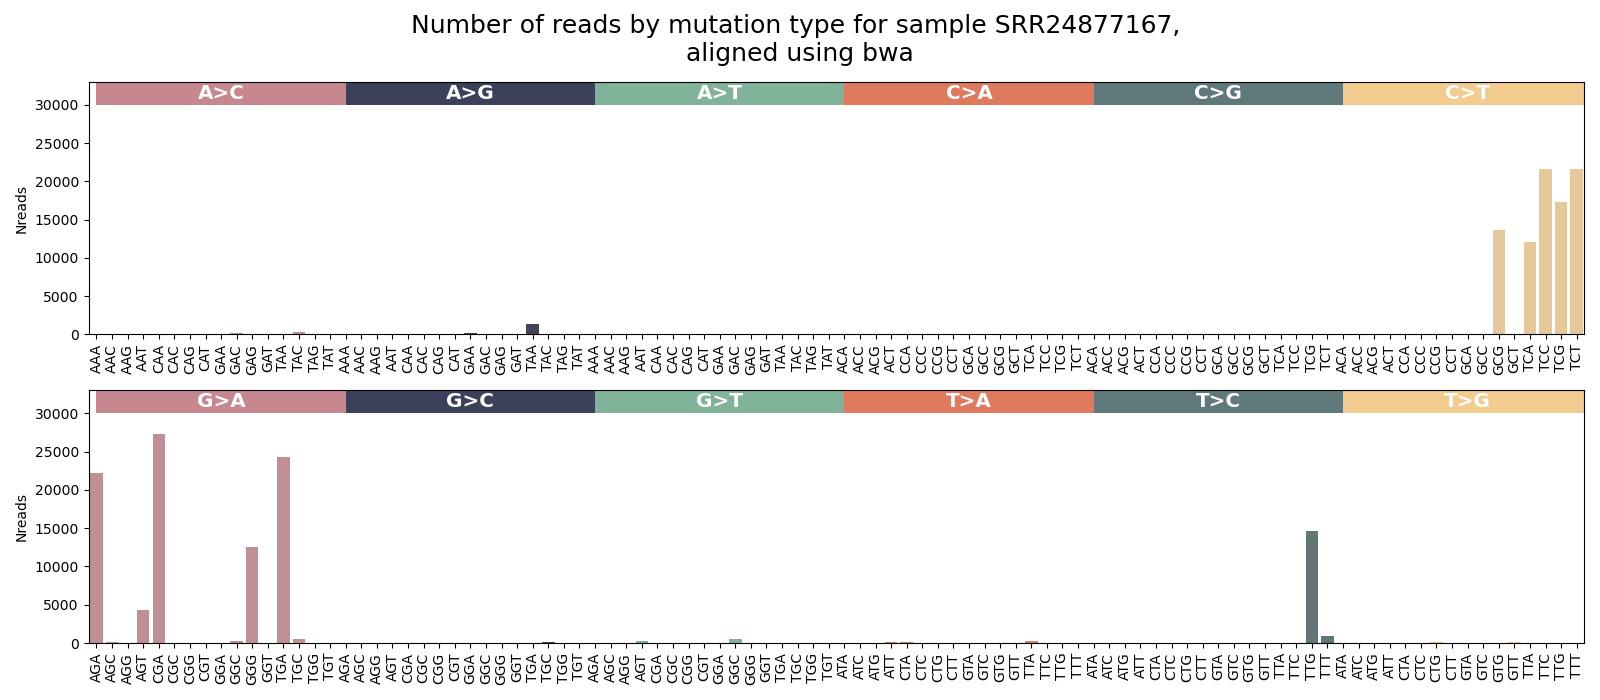 Number of reads by mutation type for sample SRR24877167,
aligned using bwa
A>C A>G A>T C>A C>G C>T
30000
25000
20000
15000
10000
5000
0
Nreads
AAA AAC AAG AAT CAA CAC CAG CAT GAA GAC GAG GAT TAA TAC TAG TAT AAA AAC AAG AAT CAA CAC CAG CAT GAA GAC GAG GAT TAA TAC TAG TAT AAA AAC AAG AAT CAA CAC CAG CAT GAA GAC GAG GAT TAA TAC TAG TAT ACA ACC ACG ACT CCA CCC CCG CCT GCA GCC GCG GCT TCA TCC TCG TCT ACA ACC ACG ACT CCA CCC CCG CCT GCA GCC GCG GCT TCA TCC TCG TCT ACA ACC ACG ACT CCA CCC CCG CCT GCA GCC GCG GCT TCA TCC TCG TCT
G>A G>C G>T T>A T>C T>G
30000
25000
20000
15000
10000
5000
0
Nreads
AGA AGC AGG AGT CGA CGC CGG CGT GGA GGC GGG GGT TGA TGC TGG TGT AGA AGC AGG AGT CGA CGC CGG CGT GGA GGC GGG GGT TGA TGC TGG TGT AGA AGC AGG AGT CGA CGC CGG CGT GGA GGC GGG GGT TGA TGC TGG TGT ATA ATC ATG ATT CTA CTC CTG CTT GTA GTC GTG GTT TTA TTC TTG TTT ATA ATC ATG ATT CTA CTC CTG CTT GTA GTC GTG GTT TTA TTC TTG TTT ATA ATC ATG ATT CTA CTC CTG CTT GTA GTC GTG GTT TTA TTC TTG TTT